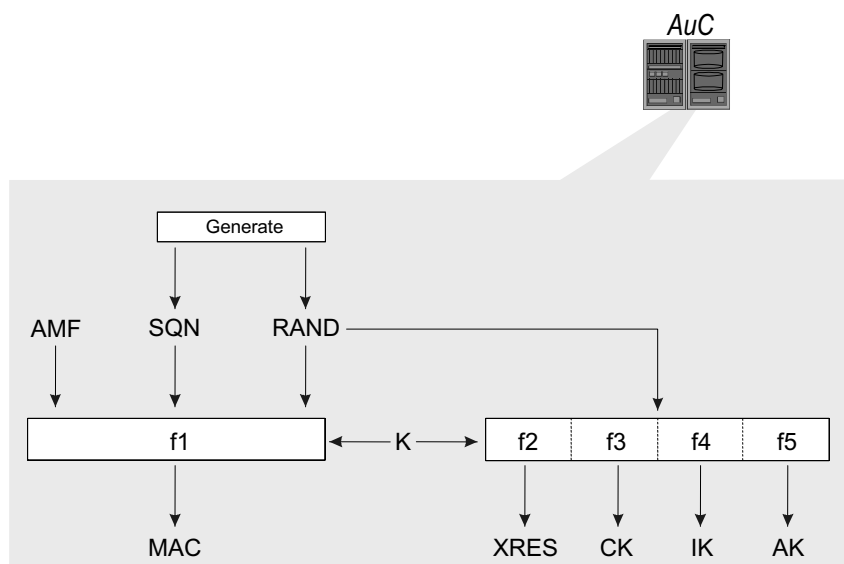 AuC
Generate
AMF SQN RAND
f1 K f2 f3 f4 f5
MAC XRES CK IK AK